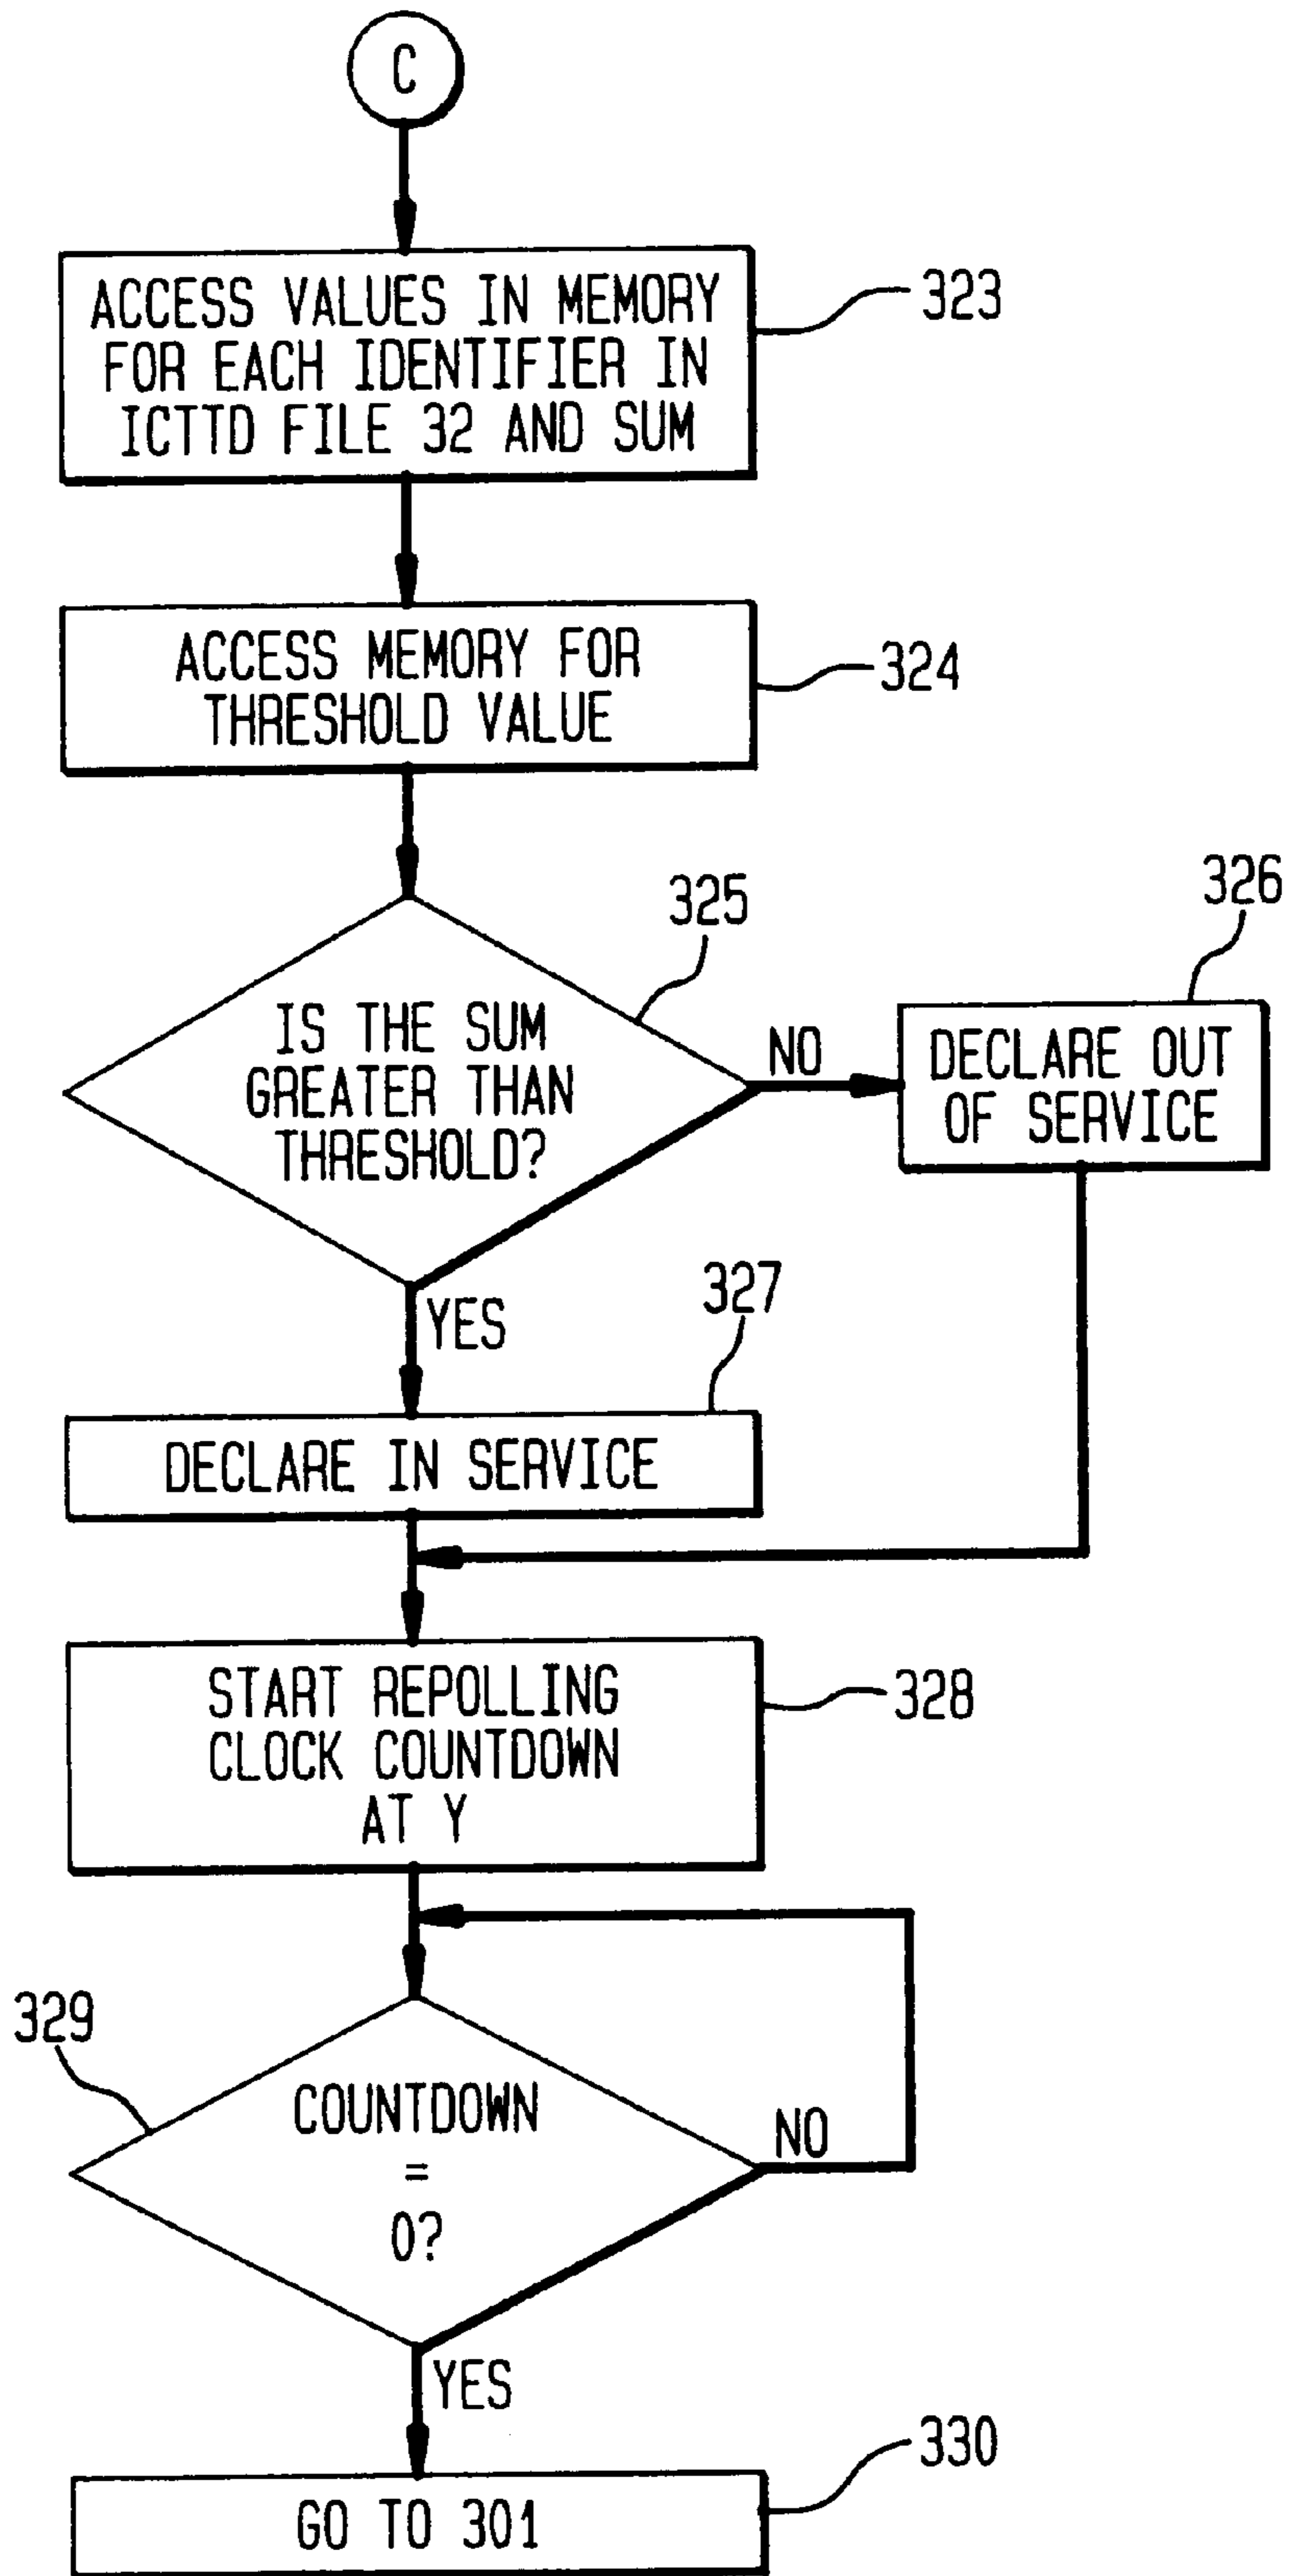 C
ACCESS VALUES IN MEMORY
FOR EACH IDENTIFIER IN
ICTTD FILE 32 AND SUM
323
ACCESS MEMORY FOR
THRESHOLD VALUE
324
325
IS THE SUM
GREATER THAN
THRESHOLD?
NO
326
DECLARE OUT
OF SERVICE
YES
327
DECLARE IN SERVICE
START REPOLLING
CLOCK COUNTDOWN
AT Y
328
329
COUNTDOWN
=
0?
NO
YES
GO TO 301
330